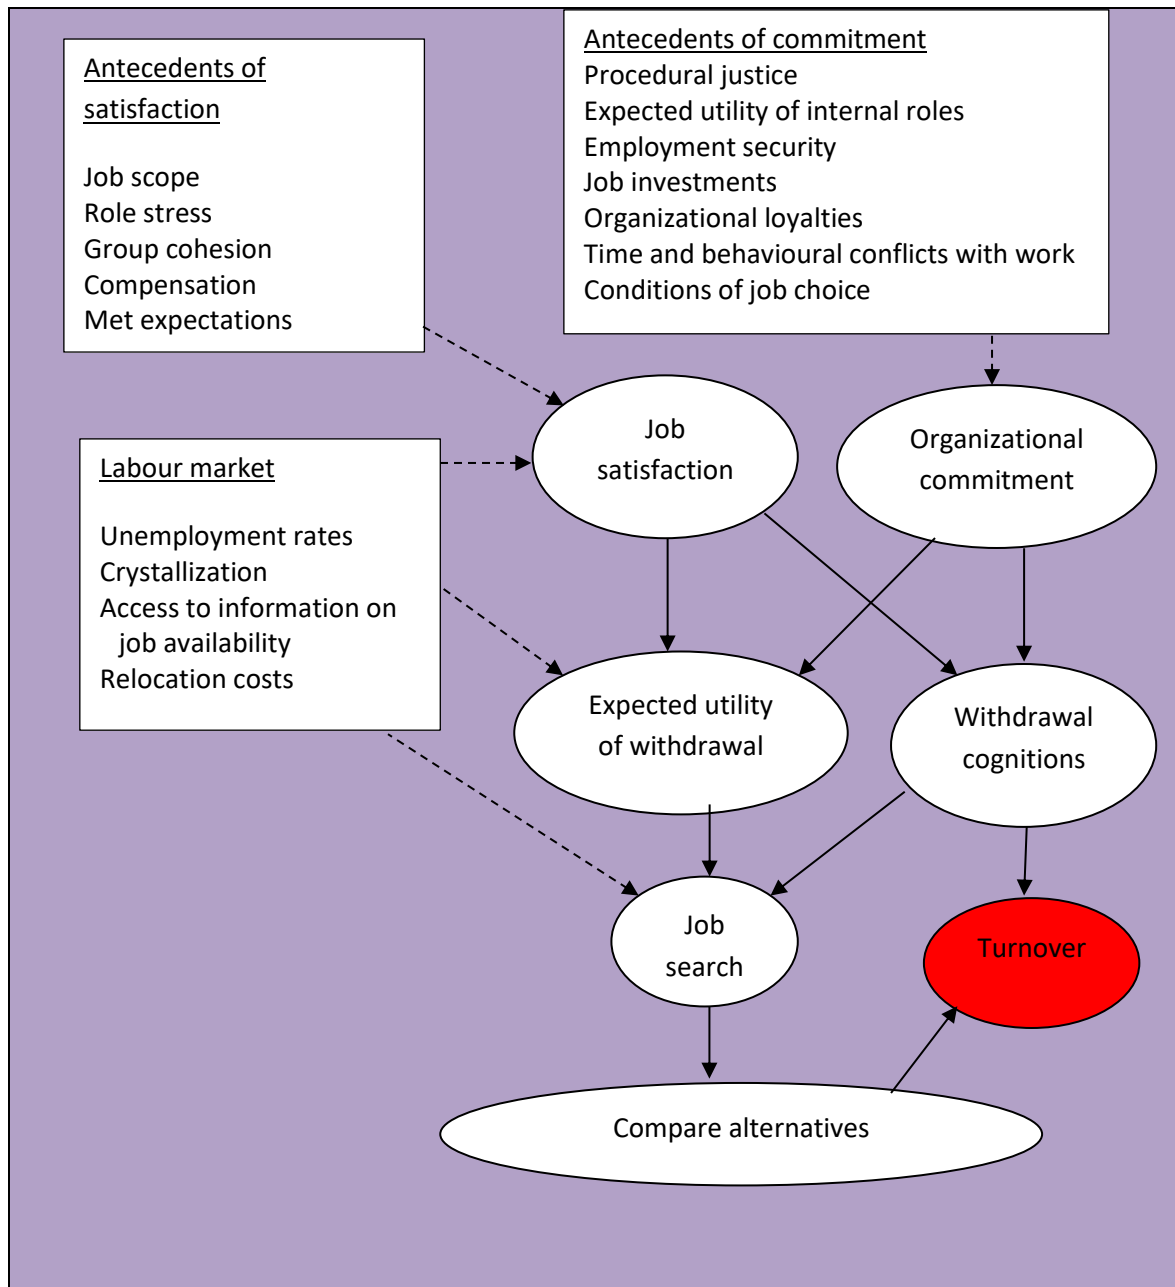 Antecedents of
satisfaction
Job scope
Role stress
Group cohesion
Compensation
Met expectations
Antecedents of commitment
Procedural justice
Expected utility of internal roles
Employment security
Job investments
Organizational loyalties
Time and behavioural conflicts with work
Conditions of job choice
Job
satisfaction
Organizational
commitment
Labour market
Unemployment rates
Crystallization
Access to information on
job availability
Relocation costs
Expected utility
of withdrawal
Withdrawal
cognitions
Job
search
Turnover
Compare alternatives